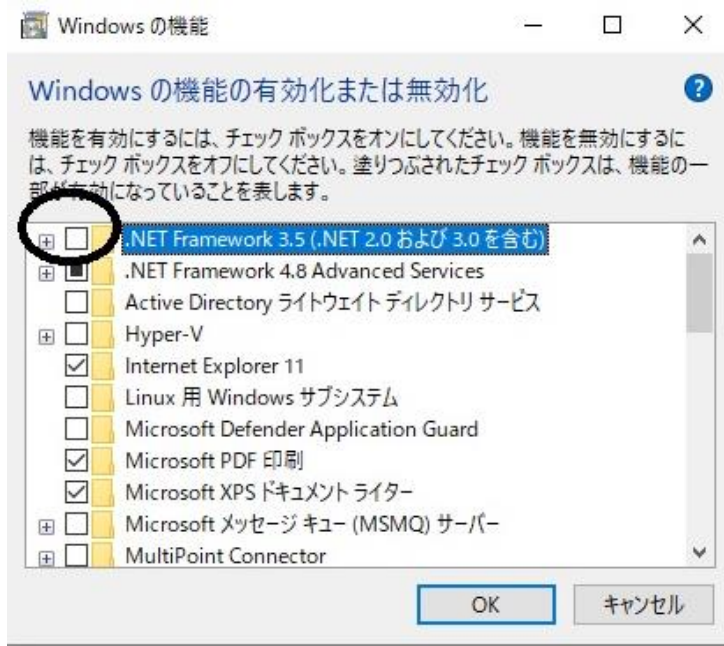 Windows の機能
Windows の機能の有効化または無効化
機能を有効にするには、チェック ボックスをオンにしてください。機能を無効にするに
は、チェック ボックスをオフにしてください。塗りつぶされたチェック ボックスは、機能の一
部が有効になっていることを表します。
.NET Framework 3.5 (.NET 2.0 および 3.0 を含む)
.NET Framework 4.8 Advanced Services
Active Directory ライトウェイト ディレクトリ サービス
Hyper-V
Internet Explorer 11
Linux 用 Windows サブシステム
Microsoft Defender Application Guard
Microsoft PDF 印刷
Microsoft XPS ドキュメント ライター
Microsoft メッセージ キュー (MSMQ) サーバー
MultiPoint Connector
OK
キャンセル